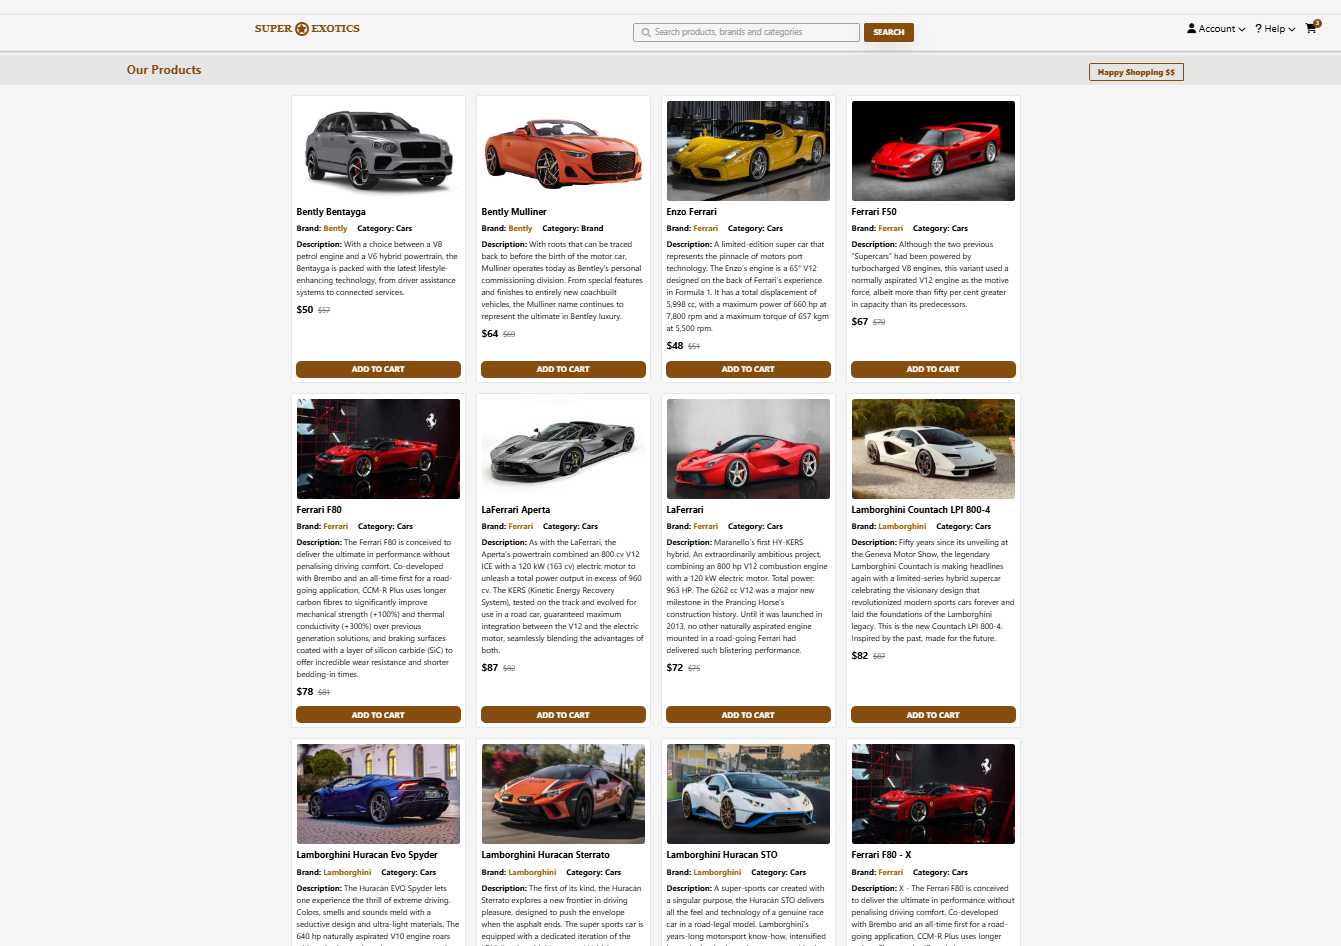 SUPER EXOTICS
Search products, brands and categories
SEARCH
Account
? Help
3
Our Products
Happy Shopping $$
Bently Bentayga
Brand: Bently Category: Cars
Description: With a choice between a V8
petrol engine and a V6 hybrid powertrain, the
Bentayga is packed with the latest lifestyle-
enhancing technology, from driver assistance
systems to connected services.
$50 $57
ADD TO CART
Bently Mulliner
Brand: Bently Category: Brand
Description: With roots that can be traced
back to before the birth of the motor car,
Mulliner operates today as Bentley's personal
commissioning division. From special features
and finishes to entirely new coachbuilt
vehicles, the Mulliner name continues to
represent the ultimate in Bentley luxury.
$64 $69
ADD TO CART
Enzo Ferrari
Brand: Ferrari Category: Cars
Description: A limited-edition super car that
represents the pinnacle of motors port
technology. The Enzo's engine is a 65° V12
designed on the back of Ferrari's experience
in Formula 1. It has a total displacement of
5,998 cc, with a maximum power of 660 hp at
7,800 rpm and a maximum torque of 657 kgm
at 5,500 rpm.
$48 $51
ADD TO CART
Ferrari F50
Brand: Ferrari Category: Cars
Description: Although the two previous
"Supercars" had been powered by
turbocharged V8 engines, this variant used a
normally aspirated V12 engine as the motive
force, albeit more than fifty per cent greater
in capacity than its predecessors.
$67 $70
ADD TO CART
Ferrari F80
Brand: Ferrari Category: Cars
Description: The Ferrari F80 is conceived to
deliver the ultimate in performance without
penalising driving comfort. Co-developed
with Brembo and an all-time first for a road-
going application, CCM-R Plus uses longer
carbon fibres to significantly improve
mechanical strength (+100%) and thermal
conductivity (+300%) over previous
generation solutions, and braking surfaces
coated with a layer of silicon carbide (SiC) to
offer incredible wear resistance and shorter
bedding-in times.
$78 $81
ADD TO CART
LaFerrari Aperta
Brand: Ferrari Category: Cars
Description: As with the LaFerrari, the
Aperta's powertrain combined an 800 cv V12
ICE with a 120 kW (163 cv) electric motor to
unleash a total power output in excess of 960
cv. The KERS (Kinetic Energy Recovery
System), tested on the track and evolved for
use in a road car, guaranteed maximum
integration between the V12 and the electric
motor, seamlessly blending the advantages of
both.
$87 $92
ADD TO CART
LaFerrari
Brand: Ferrari Category: Cars
Description: Maranello's first HY-KERS
hybrid. An extraordinarily ambitious project,
combining an 800 hp V12 combustion engine
with a 120 kW electric motor. Total power:
963 HP. The 6262 cc V12 was a major new
milestone in the Prancing Horse's
construction history. Until it was launched in
2013, no other naturally aspirated engine
mounted in a road-going Ferrari had
delivered such blistering performance.
$72 $75
ADD TO CART
Lamborghini Countach LPI 800-4
Brand: Lamborghini Category: Cars
Description: Fifty years since its unveiling at
the Geneva Motor Show, the legendary
Lamborghini Countach is making headlines
again with a limited-series hybrid supercar
celebrating the visionary design that
revolutionized modern sports cars forever and
laid the foundations of the Lamborghini
legacy. This is the new Countach LPI 800-4.
Inspired by the past, made for the future.
$82 $87
ADD TO CART
Lamborghini Huracan Evo Spyder
Brand: Lamborghini Category: Cars
Description: The Huracán EVO Spyder lets
one experience the thrill of extreme driving.
Colors, smells and sounds meld with a
seductive design and ultra-light materials. The
640 hp naturally aspirated V10 engine roars
Lamborghini Huracan Sterrato
Brand: Lamborghini Category: Cars
Description: The first of its kind, the Huracán
Sterrato explores a new frontier in driving
pleasure, designed to push the envelope
when the asphalt ends. The super sports car is
equipped with a dedicated iteration of the
Lamborghini Huracan STO
Brand: Lamborghini Category: Cars
Description: A super-sports car created with
a singular purpose, the Huracán STO delivers
all the feel and technology of a genuine race
car in a road-legal model. Lamborghini's
years-long motorsport know-how, intensified
Ferrari F80 - X
Brand: Ferrari Category: Cars
Description: X - The Ferrari F80 is conceived
to deliver the ultimate in performance without
penalising driving comfort. Co-developed
with Brembo and an all-time first for a road-
going application, CCM-R Plus uses longer